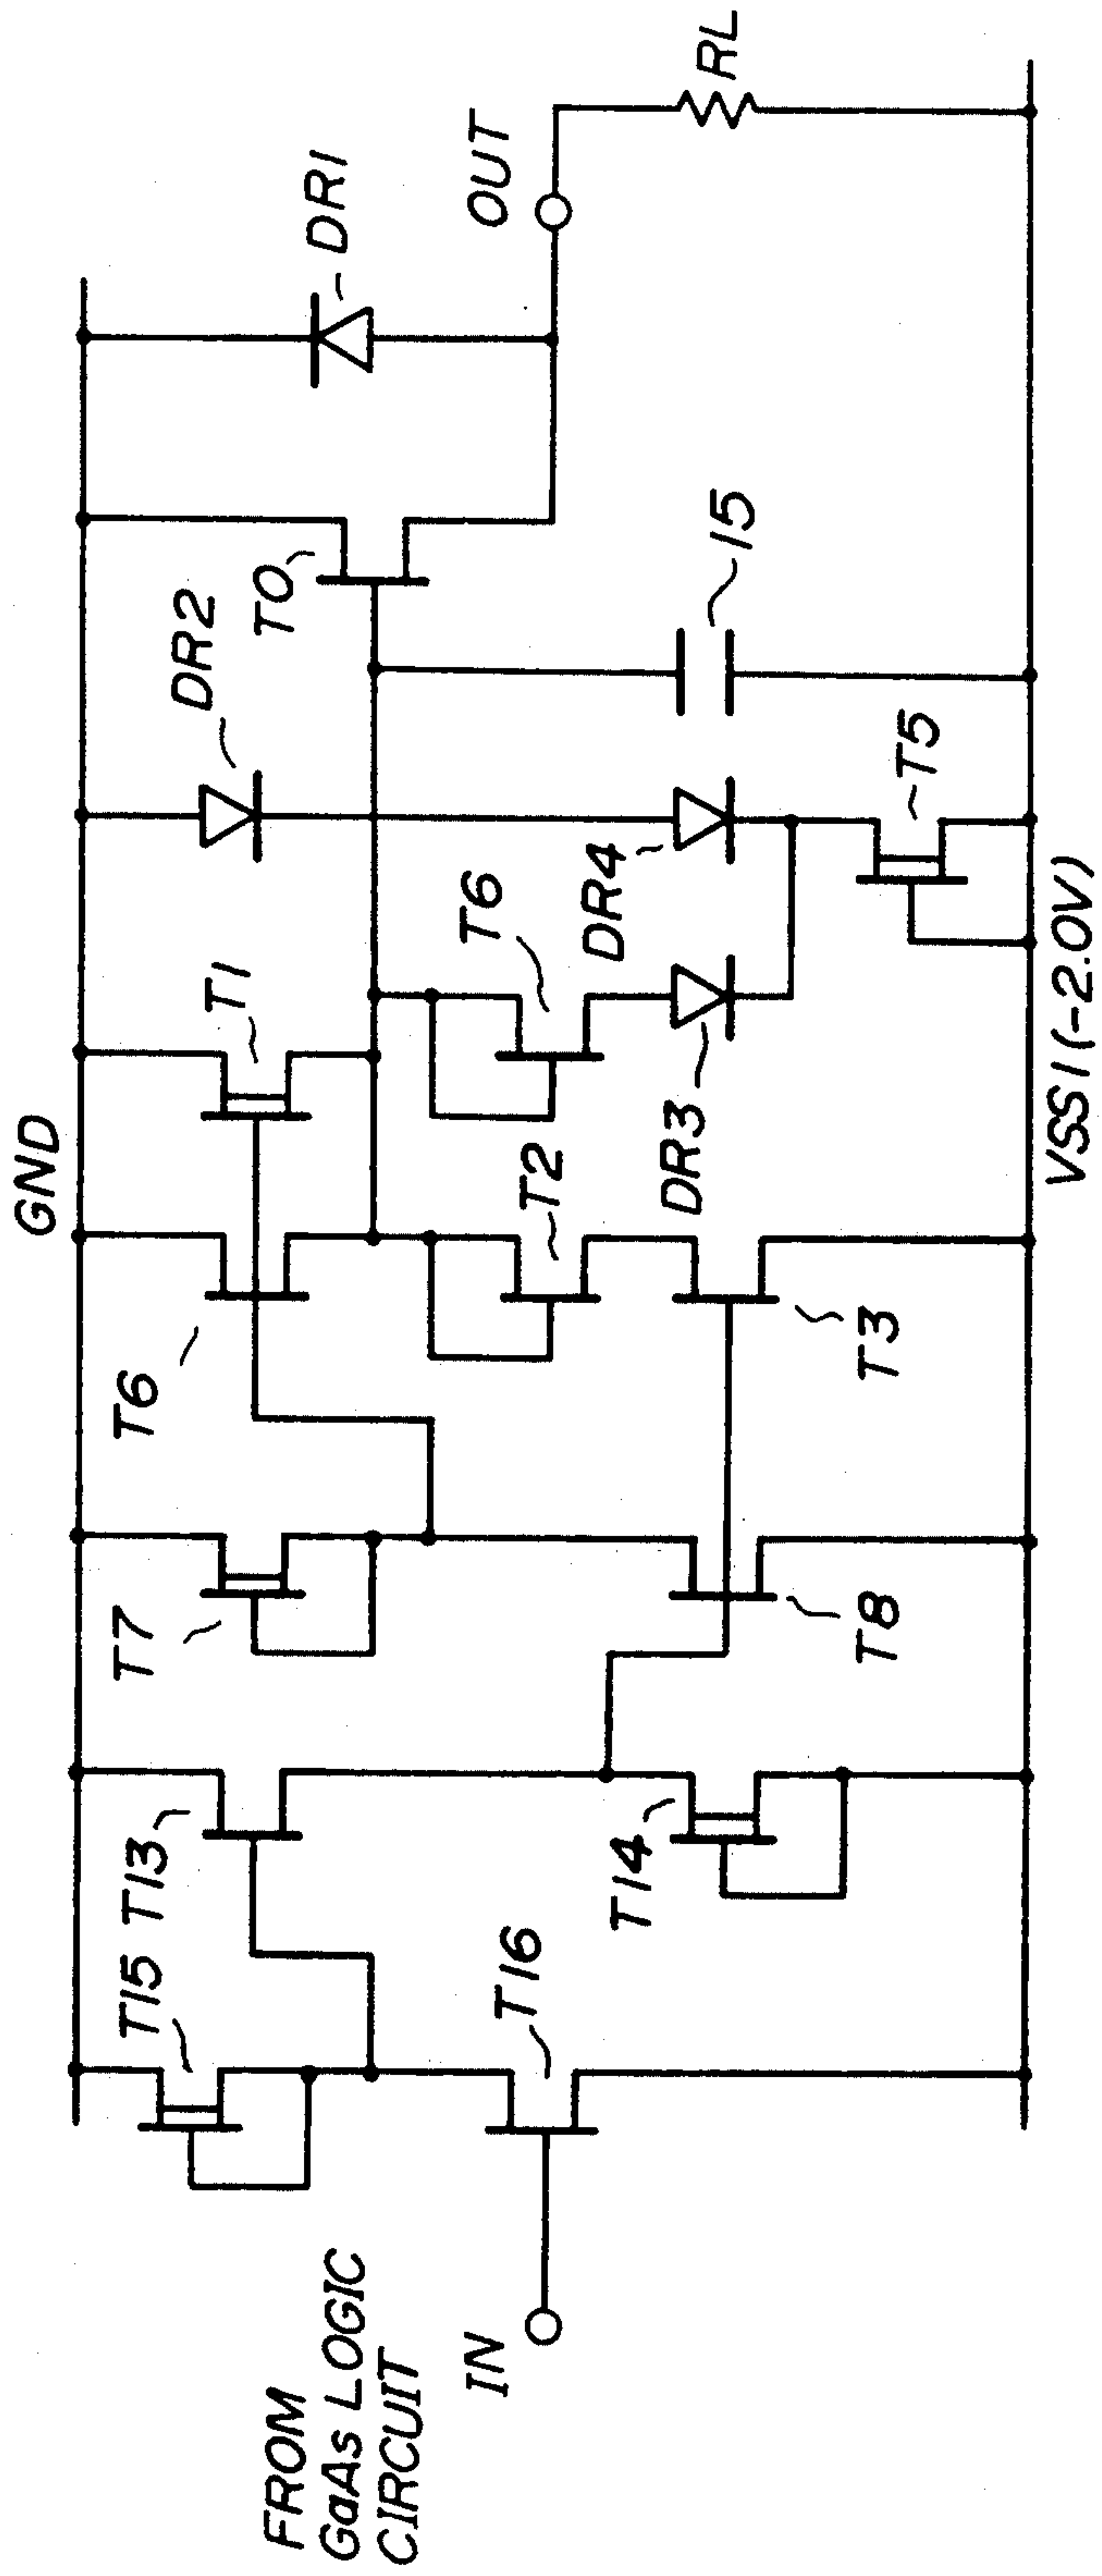 GND
FROM
GaAs LOGIC
CIRCUIT
IN
T15
T13
T7
T6
T1
DR2
T0
DR1
OUT
T16
T14
T8
T2
T3
T6
DR3
DR4
T5
15
RL
VSS1 (-2.0V)